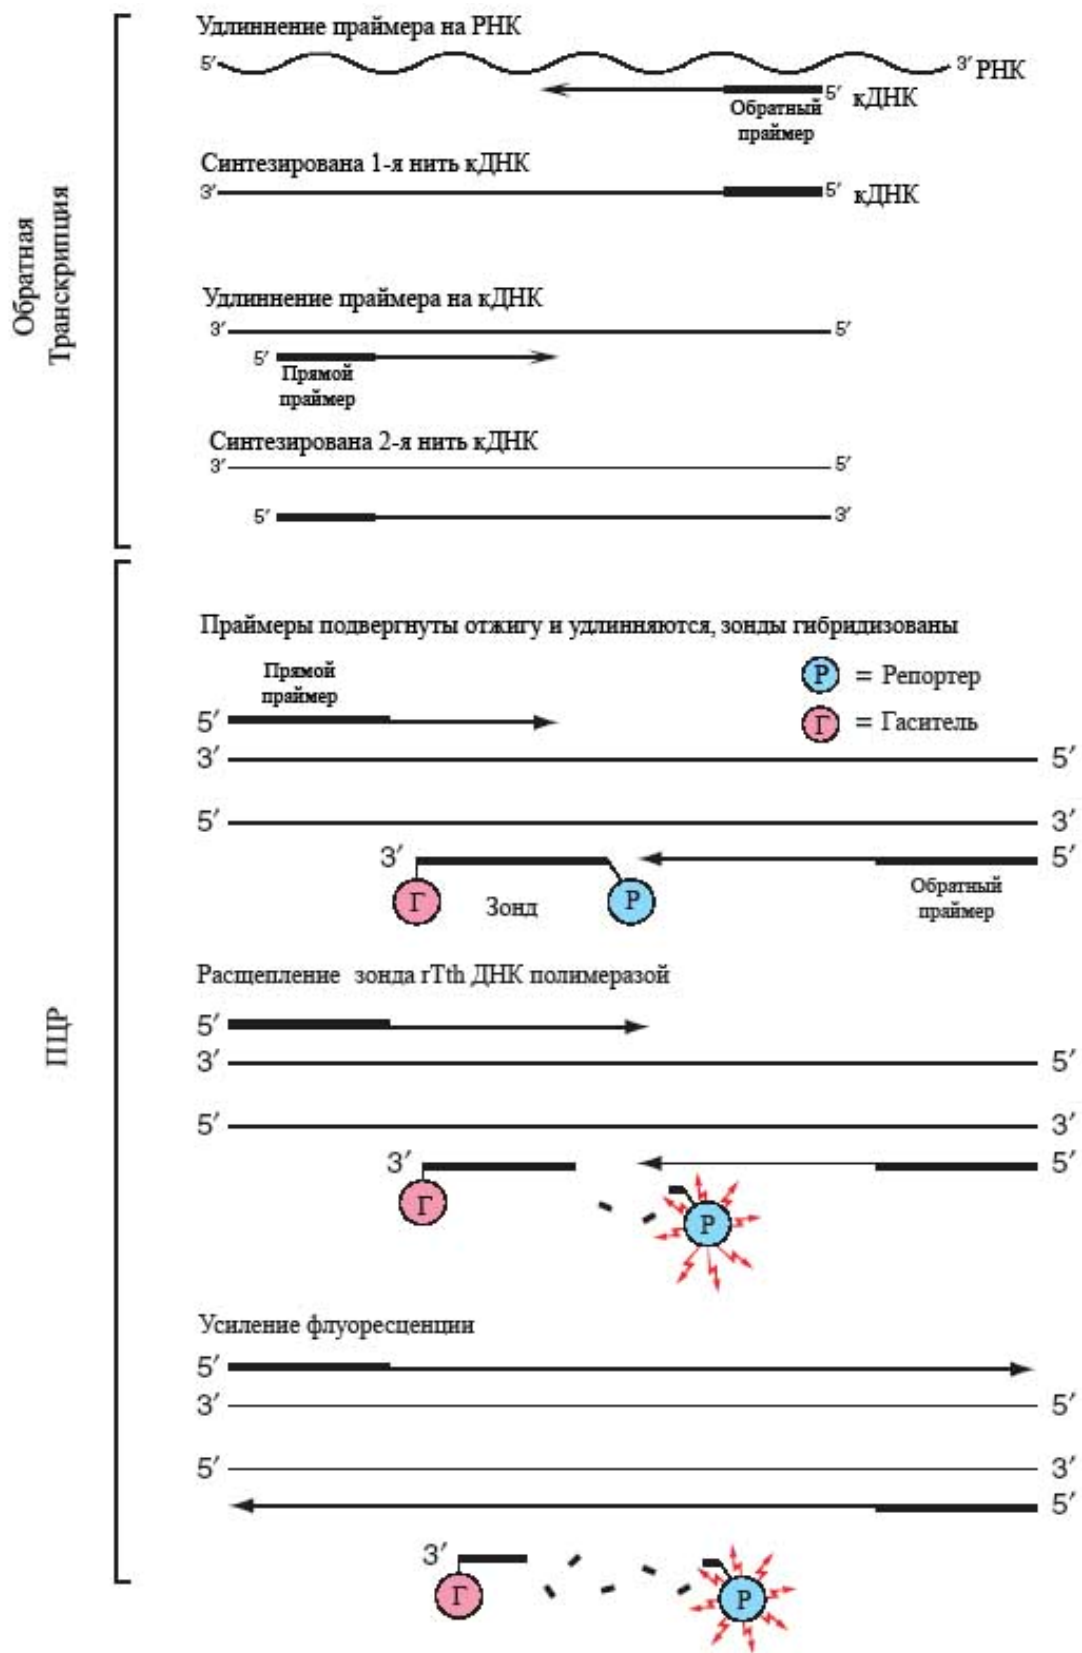 Удлиннение праймера на РНК
5′
3′ РНК
5′ кДНК
Обратный
праймер
Синтезирована 1-я нить кДНК
3′
5′ кДНК
Обратная
Транскрипция
Удлиннение праймера на кДНК
3′
5′
5′
Прямой
праймер
Синтезирована 2-я нить кДНК
3′
5′
5′
3′
Праймеры подвергнуты отжигу и удлинняются, зонды гибридизованы
Прямой
праймер
Р = Репортер
Г = Гаситель
5′
3′
5′
5′
3′
3′
5′
Г
Зонд
Р
Обратный
праймер
Расщепление зонда rTth ДНК полимеразой
ПЦР
5′
3′
5′
5′
3′
3′
5′
Г
Р
Усиление флуоресценции
5′
3′
5′
5′
3′
5′
3′
Г
Р